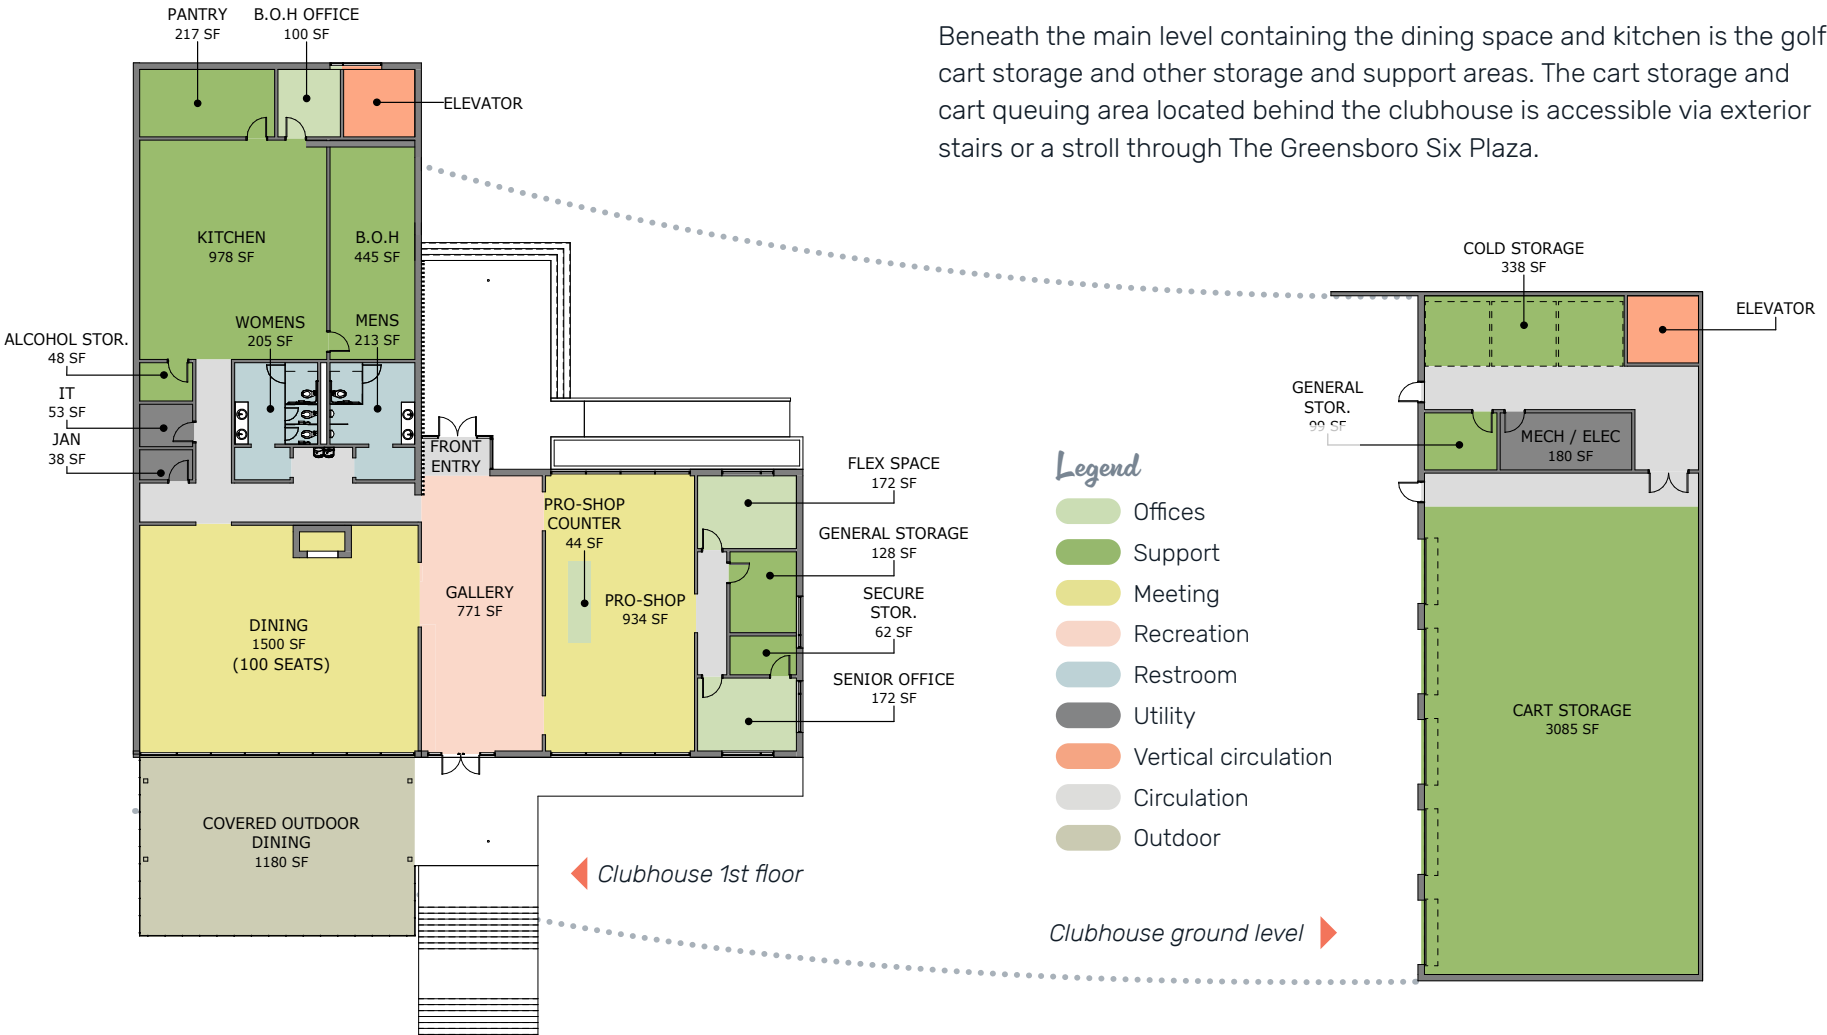 PANTRY
217 SF
B.O.H OFFICE
100 SF
ELEVATOR
KITCHEN
978 SF
B.O.H
445 SF
WOMENS
205 SF
MENS
213 SF
ALCOHOL STOR.
48 SF
IT
53 SF
JAN
38 SF
FRONT
ENTRY
PRO-SHOP
COUNTER
44 SF
GALLERY
771 SF
PRO-SHOP
934 SF
DINING
1500 SF
(100 SEATS)
COVERED OUTDOOR
DINING
1180 SF
FLEX SPACE
172 SF
GENERAL STORAGE
128 SF
SECURE
STOR.
62 SF
SENIOR OFFICE
172 SF
Clubhouse 1st floor
Beneath the main level containing the dining space and kitchen is the golf
cart storage and other storage and support areas. The cart storage and
cart queuing area located behind the clubhouse is accessible via exterior
stairs or a stroll through The Greensboro Six Plaza.
Legend
Offices
Support
Meeting
Recreation
Restroom
Utility
Vertical circulation
Circulation
Outdoor
Clubhouse ground level
COLD STORAGE
338 SF
ELEVATOR
GENERAL
STOR.
99 SF
MECH / ELEC
180 SF
CART STORAGE
3085 SF